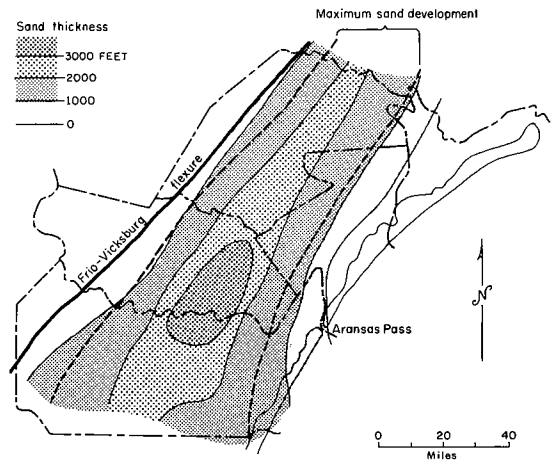 Maximum sand development
Sand thickness
3000 FEET
2000
1000
0
Frio-Vicksburg flexure
N
Aransas Pass
0 20 40
Miles